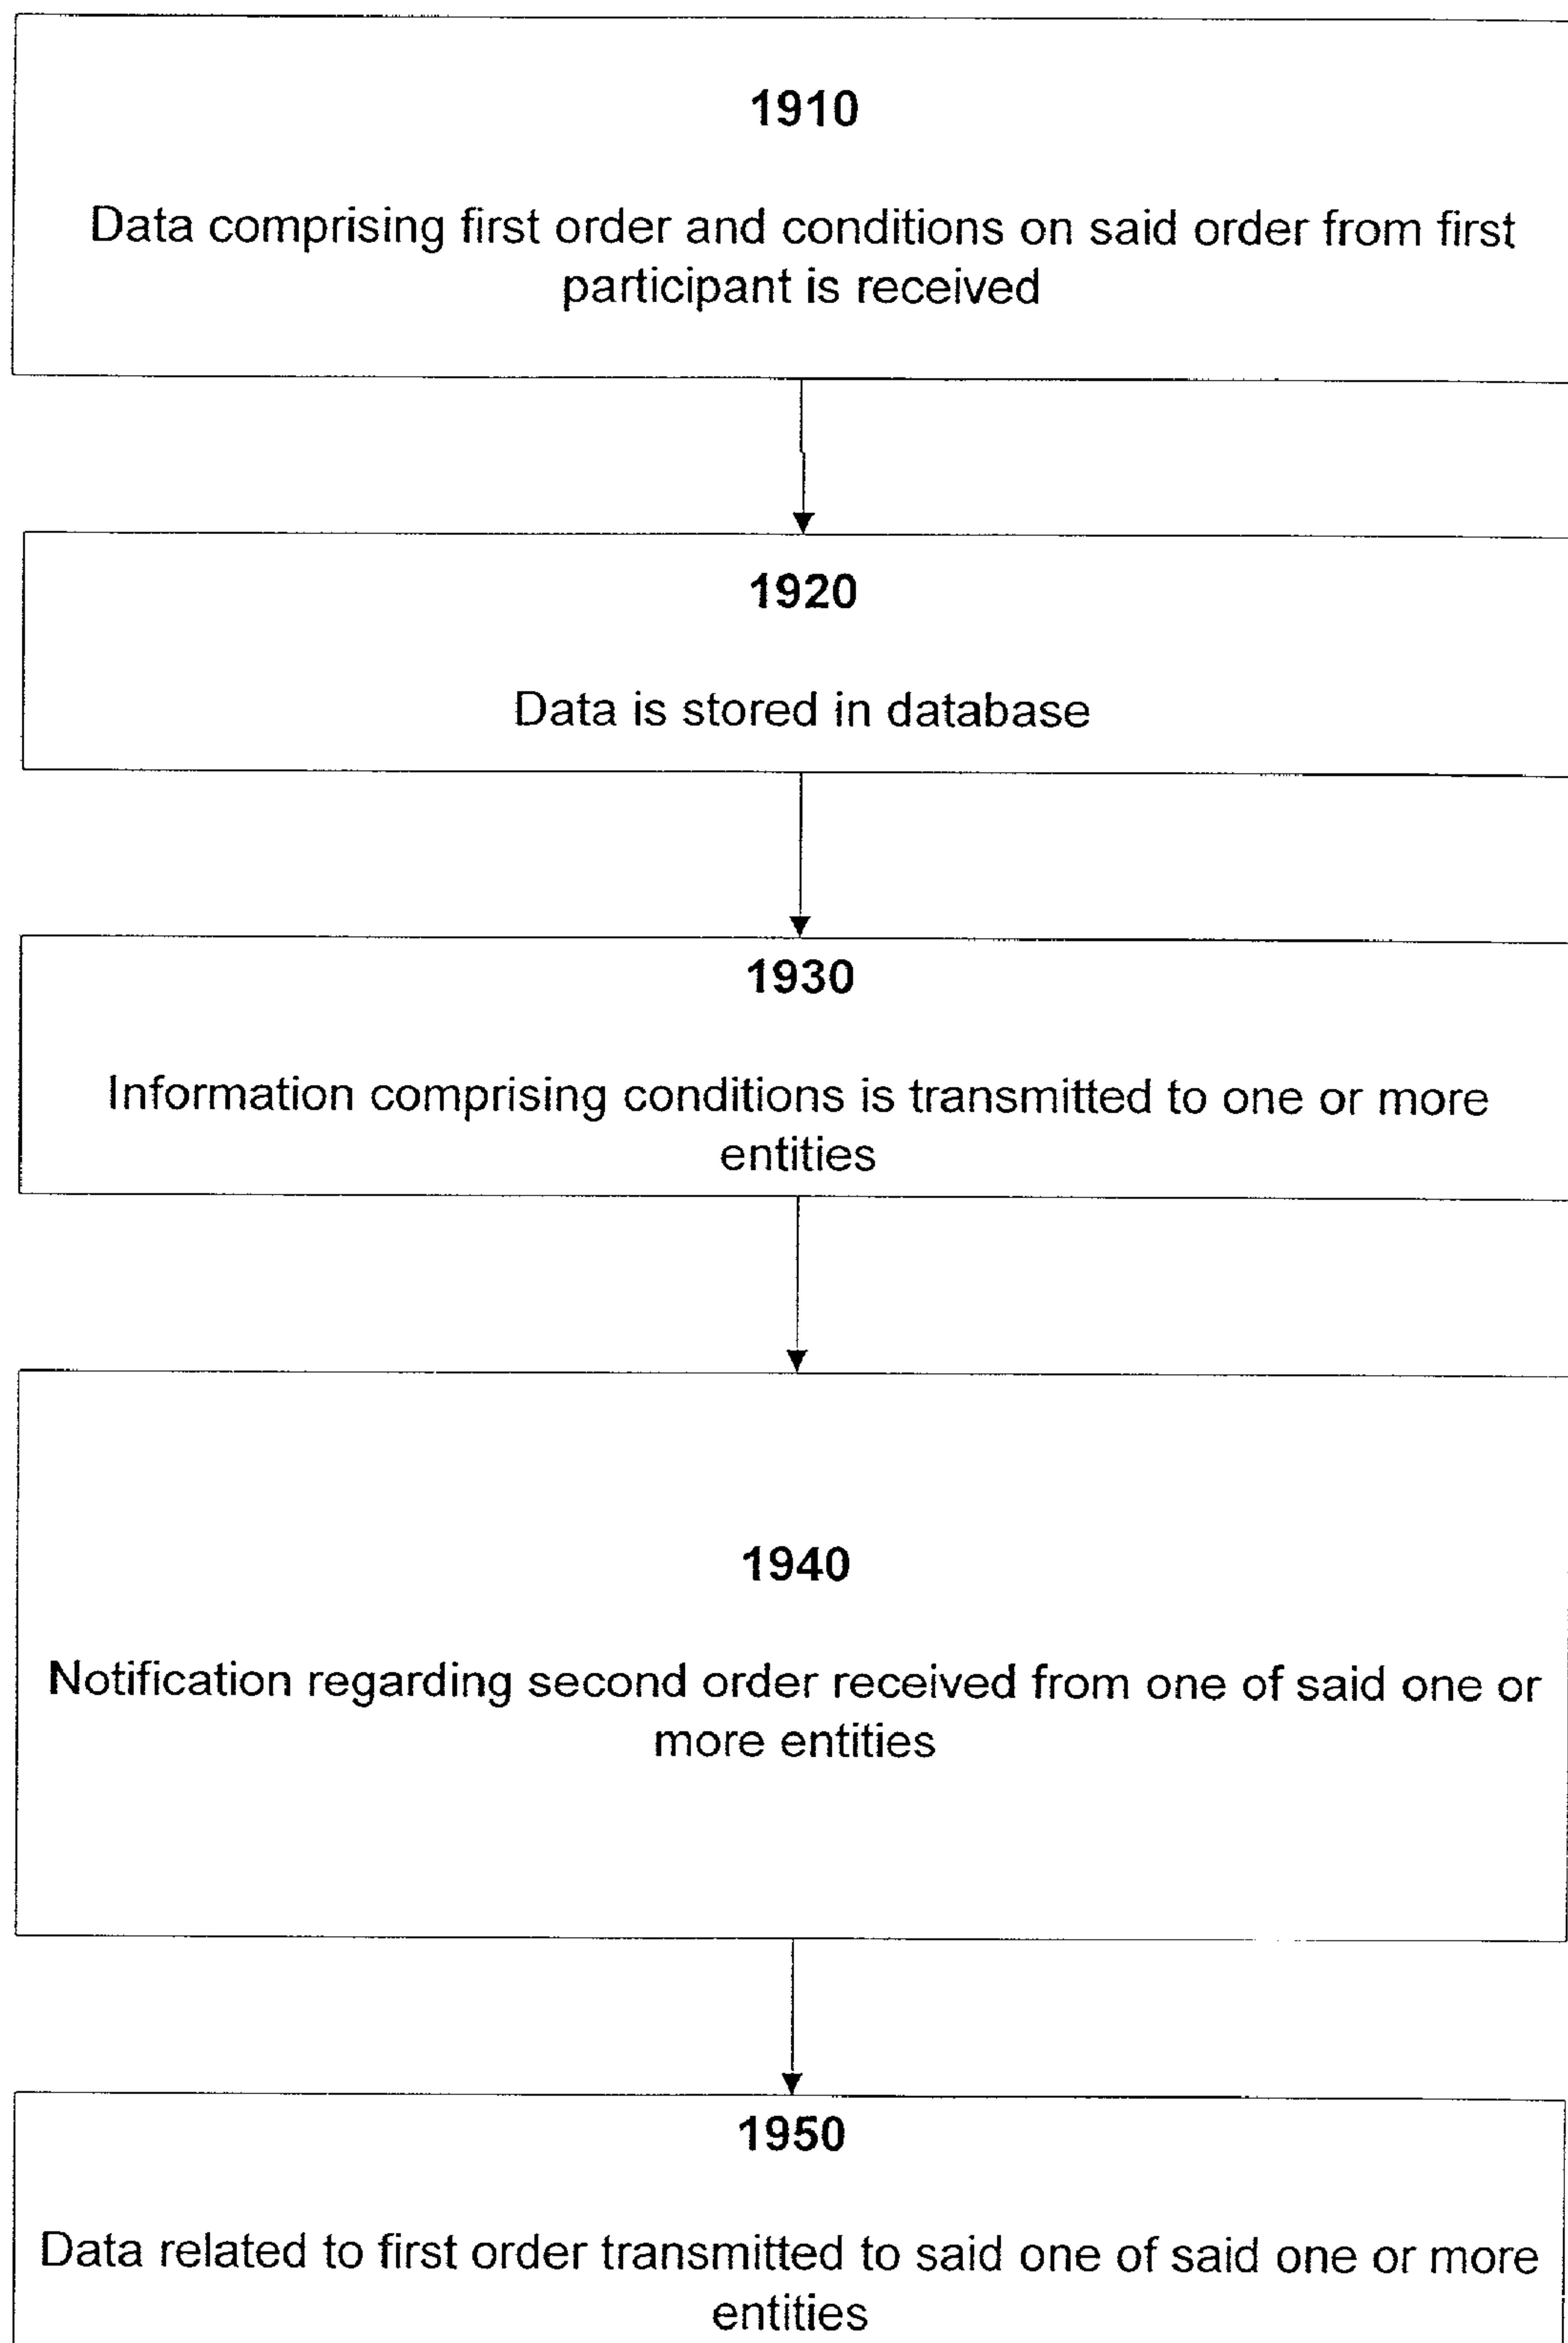 1910
Data comprising first order and conditions on said order from first
participant is received
1920
Data is stored in database
1930
Information comprising conditions is transmitted to one or more
entities
1940
Notification regarding second order received from one of said one or
more entities
1950
Data related to first order transmitted to said one of said one or more
entities